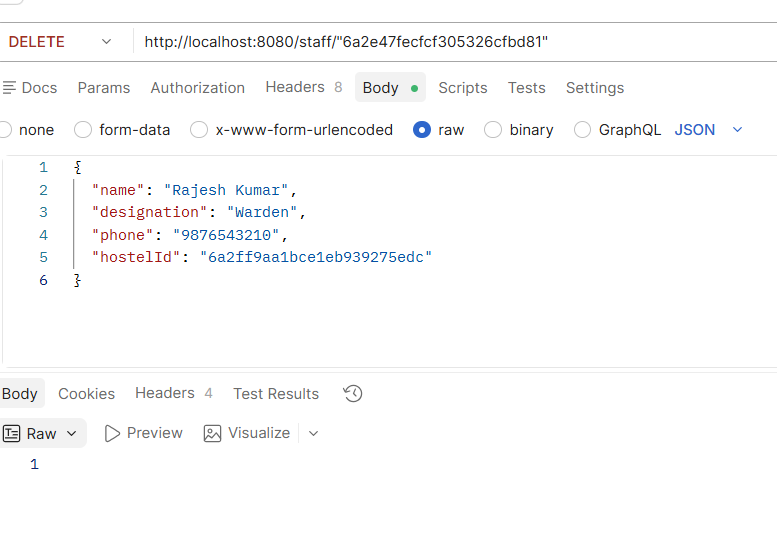 DELETE http://localhost:8080/staff/"6a2e47fecfcf305326cfbd81"
Docs Params Authorization Headers 8 Body Scripts Tests Settings
none form-data x-www-form-urlencoded raw binary GraphQL JSON
1 {
2 "name": "Rajesh Kumar",
3 "designation": "Warden",
4 "phone": "9876543210",
5 "hostelId": "6a2ff9aa1bce1eb939275edc"
6 }
Body Cookies Headers 4 Test Results
Raw Preview Visualize
1